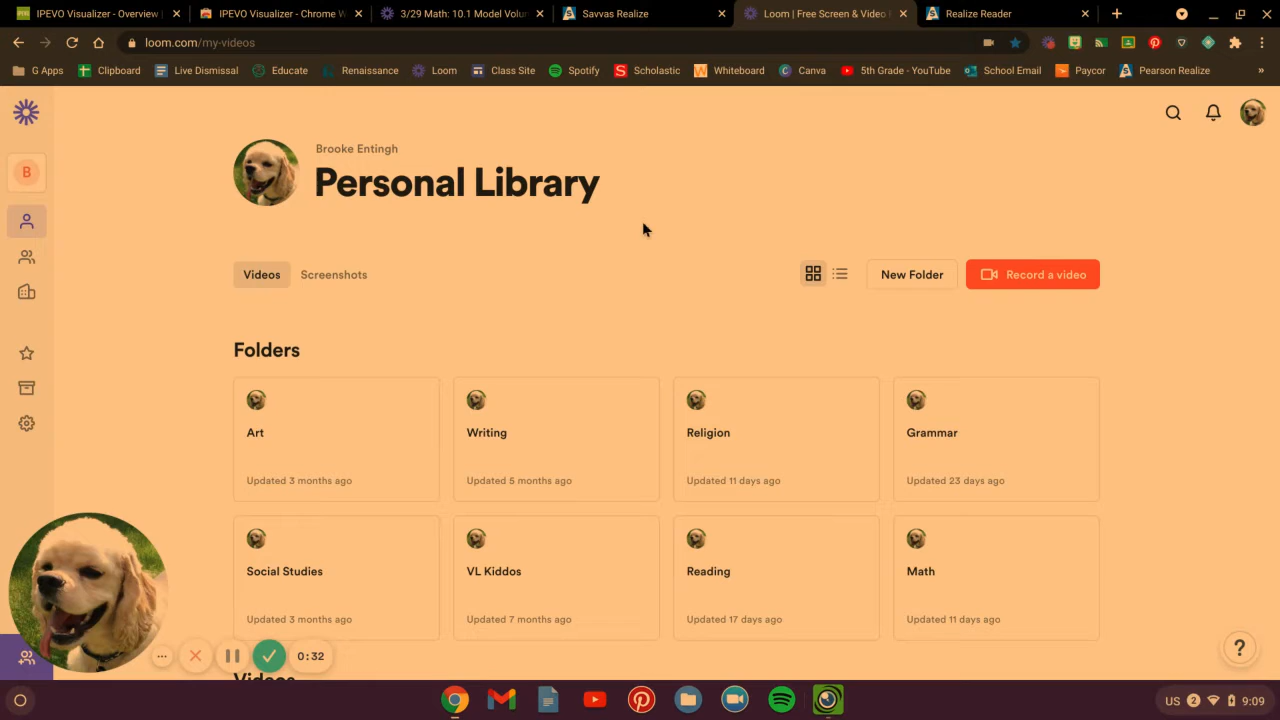 IPEVO Visualizer - Overview
IPEVO Visualizer - Chrome W
3/29 Math: 10.1 Model Volu
Savvas Realize
Loom | Free Screen & Video
Realize Reader
loom.com/my-videos
G Apps
Clipboard
Live Dismissal
Educate
Renaissance
Loom
Class Site
Spotify
Scholastic
Whiteboard
Canva
5th Grade - YouTube
School Email
Paycor
Pearson Realize
»
B
Brooke Entingh
Personal Library
Videos
Screenshots
New Folder
Record a video
Folders
Art
Updated 3 months ago
Writing
Updated 5 months ago
Religion
Updated 11 days ago
Grammar
Updated 23 days ago
Social Studies
Updated 3 months ago
VL Kiddos
Updated 7 months ago
Reading
Updated 17 days ago
Math
Updated 11 days ago
0:32
Videos
?
US 2 9:09